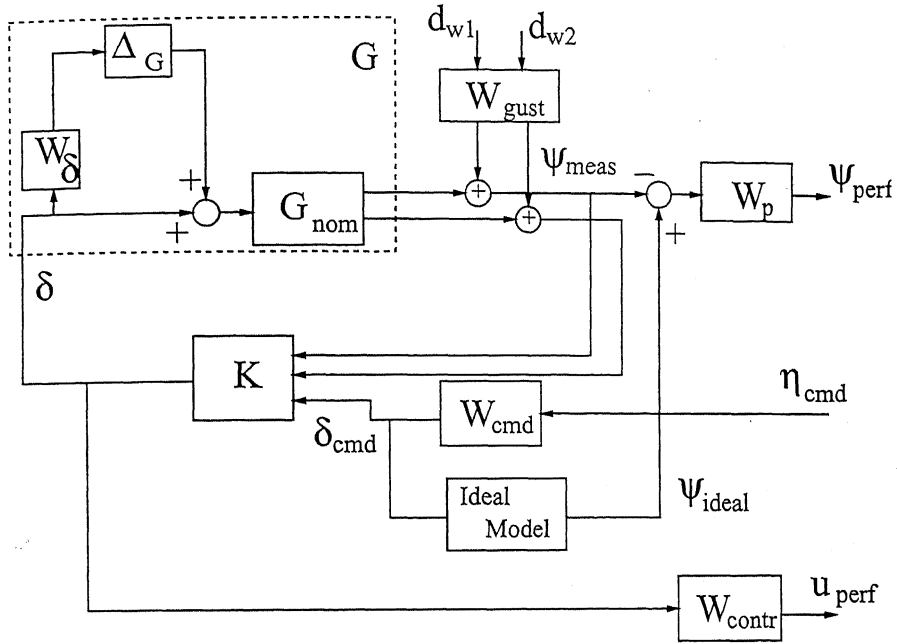 d_w1 d_w2
Δ_G
G
W_gust
W_δ
ψ_meas
+
+
−
G_nom
+
+
W_p
ψ_perf
+
+
δ
K
η_cmd
W_cmd
δ_cmd
Ideal
Model
ψ_ideal
W_contr
u_perf